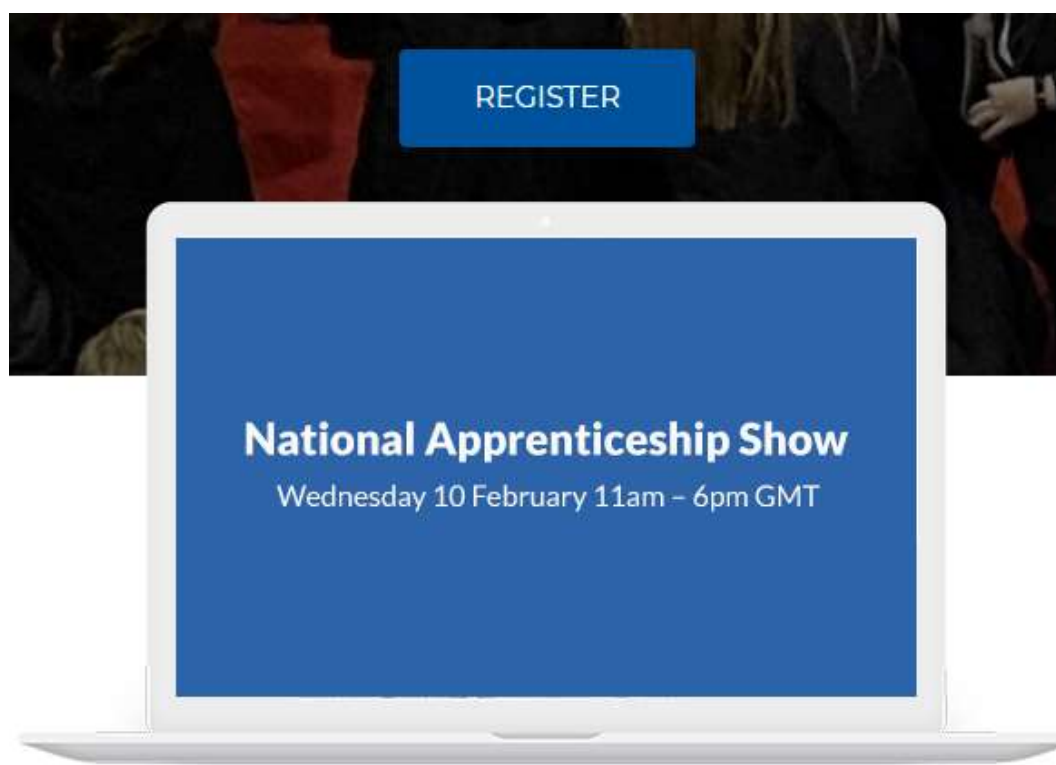 REGISTER
National Apprenticeship Show
Wednesday 10 February 11am – 6pm GMT